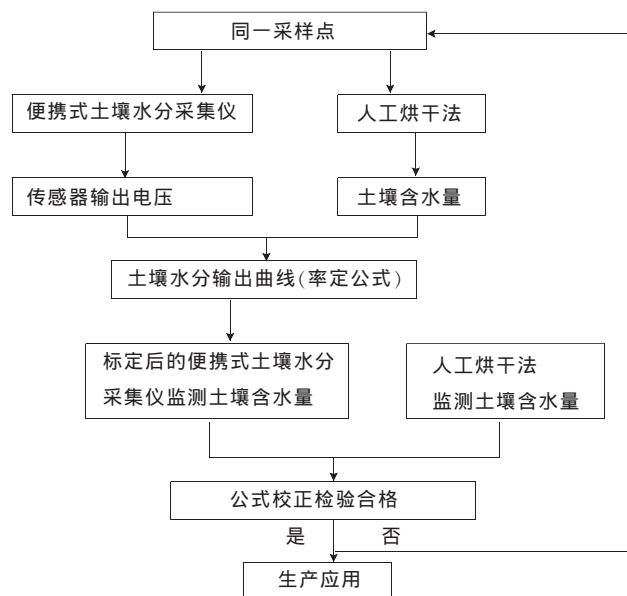 同一采样点
便携式土壤水分采集仪
人工烘干法
传感器输出电压
土壤含水量
土壤水分输出曲线(率定公式)
标定后的便携式土壤水分
采集仪监测土壤含水量
人工烘干法
监测土壤含水量
公式校正检验合格
是
否
生产应用